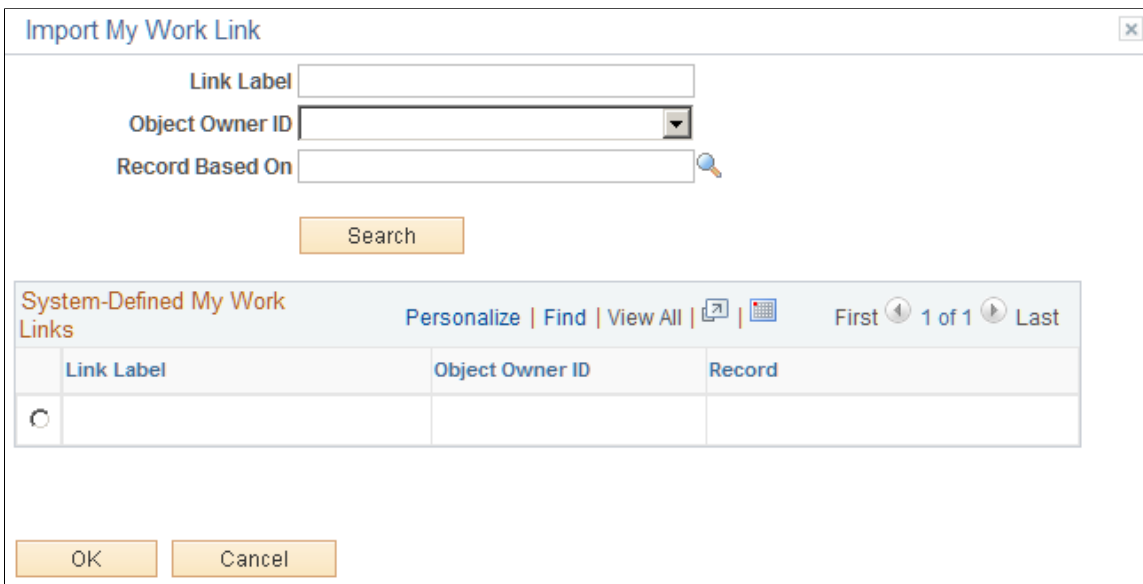 Import My Work Link
Link Label
Object Owner ID
Record Based On
Search
System-Defined My Work Links
Personalize | Find | View All | | First 1 of 1 Last
Link Label Object Owner ID Record
OK Cancel